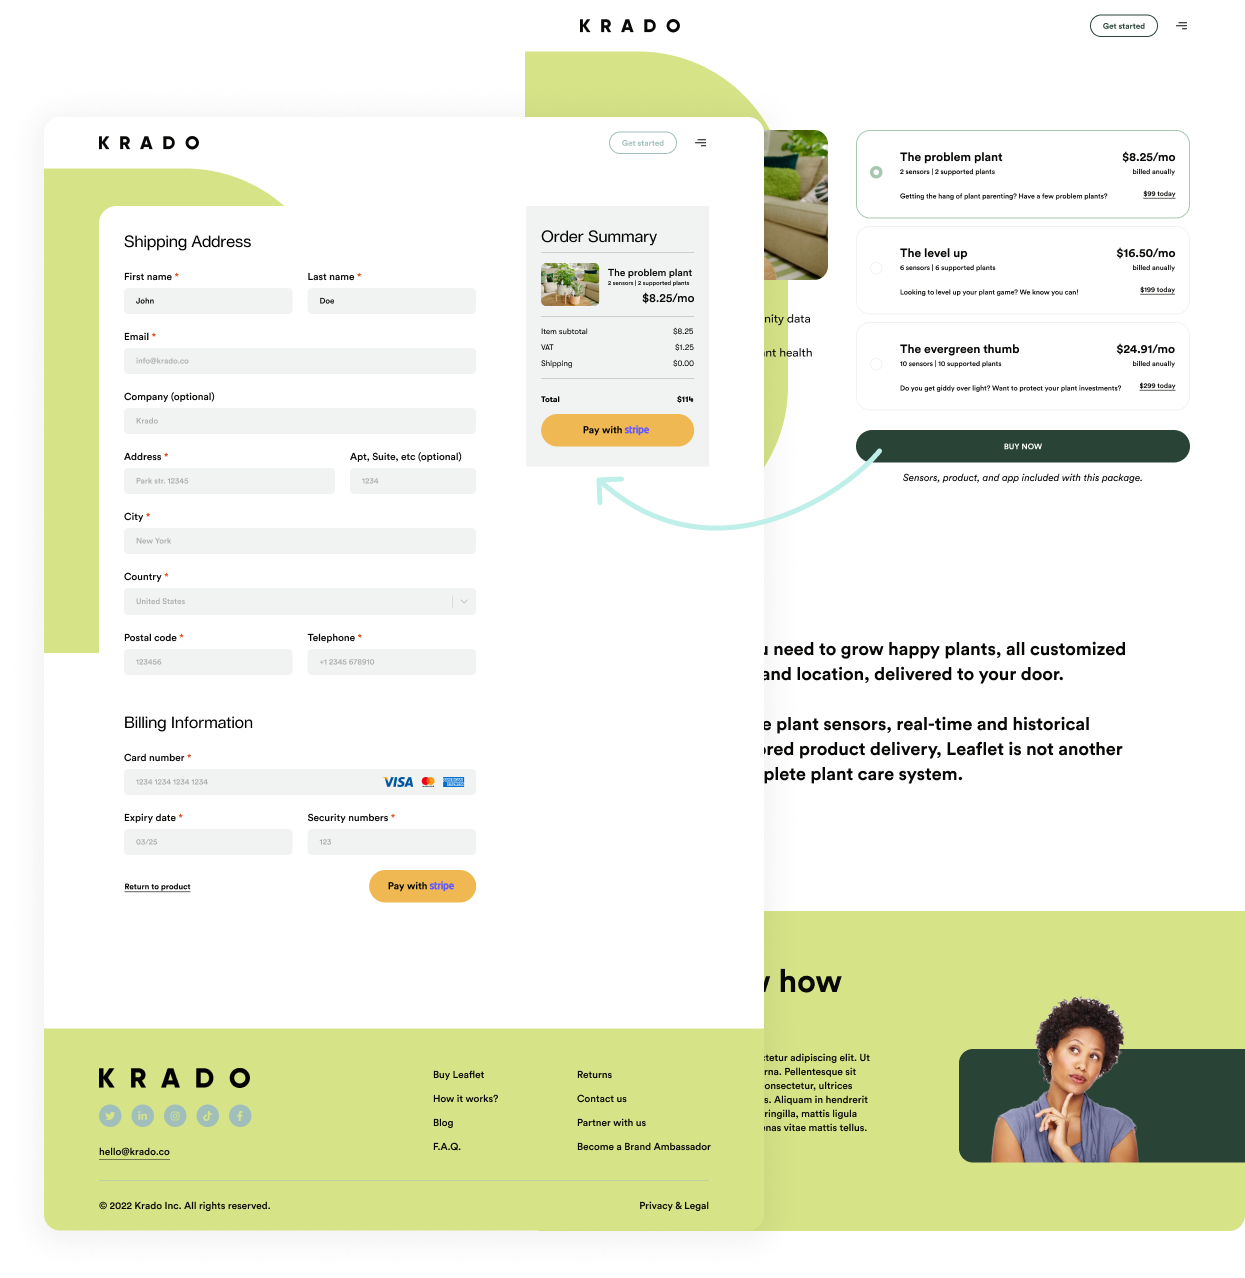 KRADO
Get started
The problem plant
$8.25/mo
2 sensors | 2 supported plants
billed anually
Getting the hang of plant parenting? Have a few problem plants?
$99 today
The level up
$16.50/mo
6 sensors | 6 supported plants
billed anually
Looking to level up your plant game? We know you can!
$199 today
The evergreen thumb
$24.91/mo
10 sensors | 10 supported plants
billed anually
Do you get giddy over light? Want to protect your plant investments?
$299 today
BUY NOW
Sensors, product, and app included with this package.
nity data
nt health
u need to grow happy plants, all customized
and location, delivered to your door.
e plant sensors, real-time and historical
ored product delivery, Leaflet is not another
plete plant care system.
how
ctetur adipiscing elit. Ut
rna. Pellentesque sit
onsectetur, ultrices
s. Aliquam in hendrerit
ringilla, mattis ligula
enas vitae mattis tellus.
KRADO
Get started
Shipping Address
First name *
Last name *
John
Doe
Email *
info@krado.co
Company (optional)
Krado
Address *
Apt, Suite, etc (optional)
Park str. 12345
1234
City *
New York
Country *
United States
Postal code *
Telephone *
123456
+1 2345 678910
Billing Information
Card number *
1234 1234 1234 1234
VISA
Expiry date *
Security numbers *
03/25
123
Return to product
Pay with stripe
Order Summary
The problem plant
2 sensors | 2 supported plants
$8.25/mo
Item subtotal
$8.25
VAT
$1.25
Shipping
$0.00
Total
$114
Pay with stripe
KRADO
hello@krado.co
Buy Leaflet
How it works?
Blog
F.A.Q.
Returns
Contact us
Partner with us
Become a Brand Ambassador
© 2022 Krado Inc. All rights reserved.
Privacy & Legal